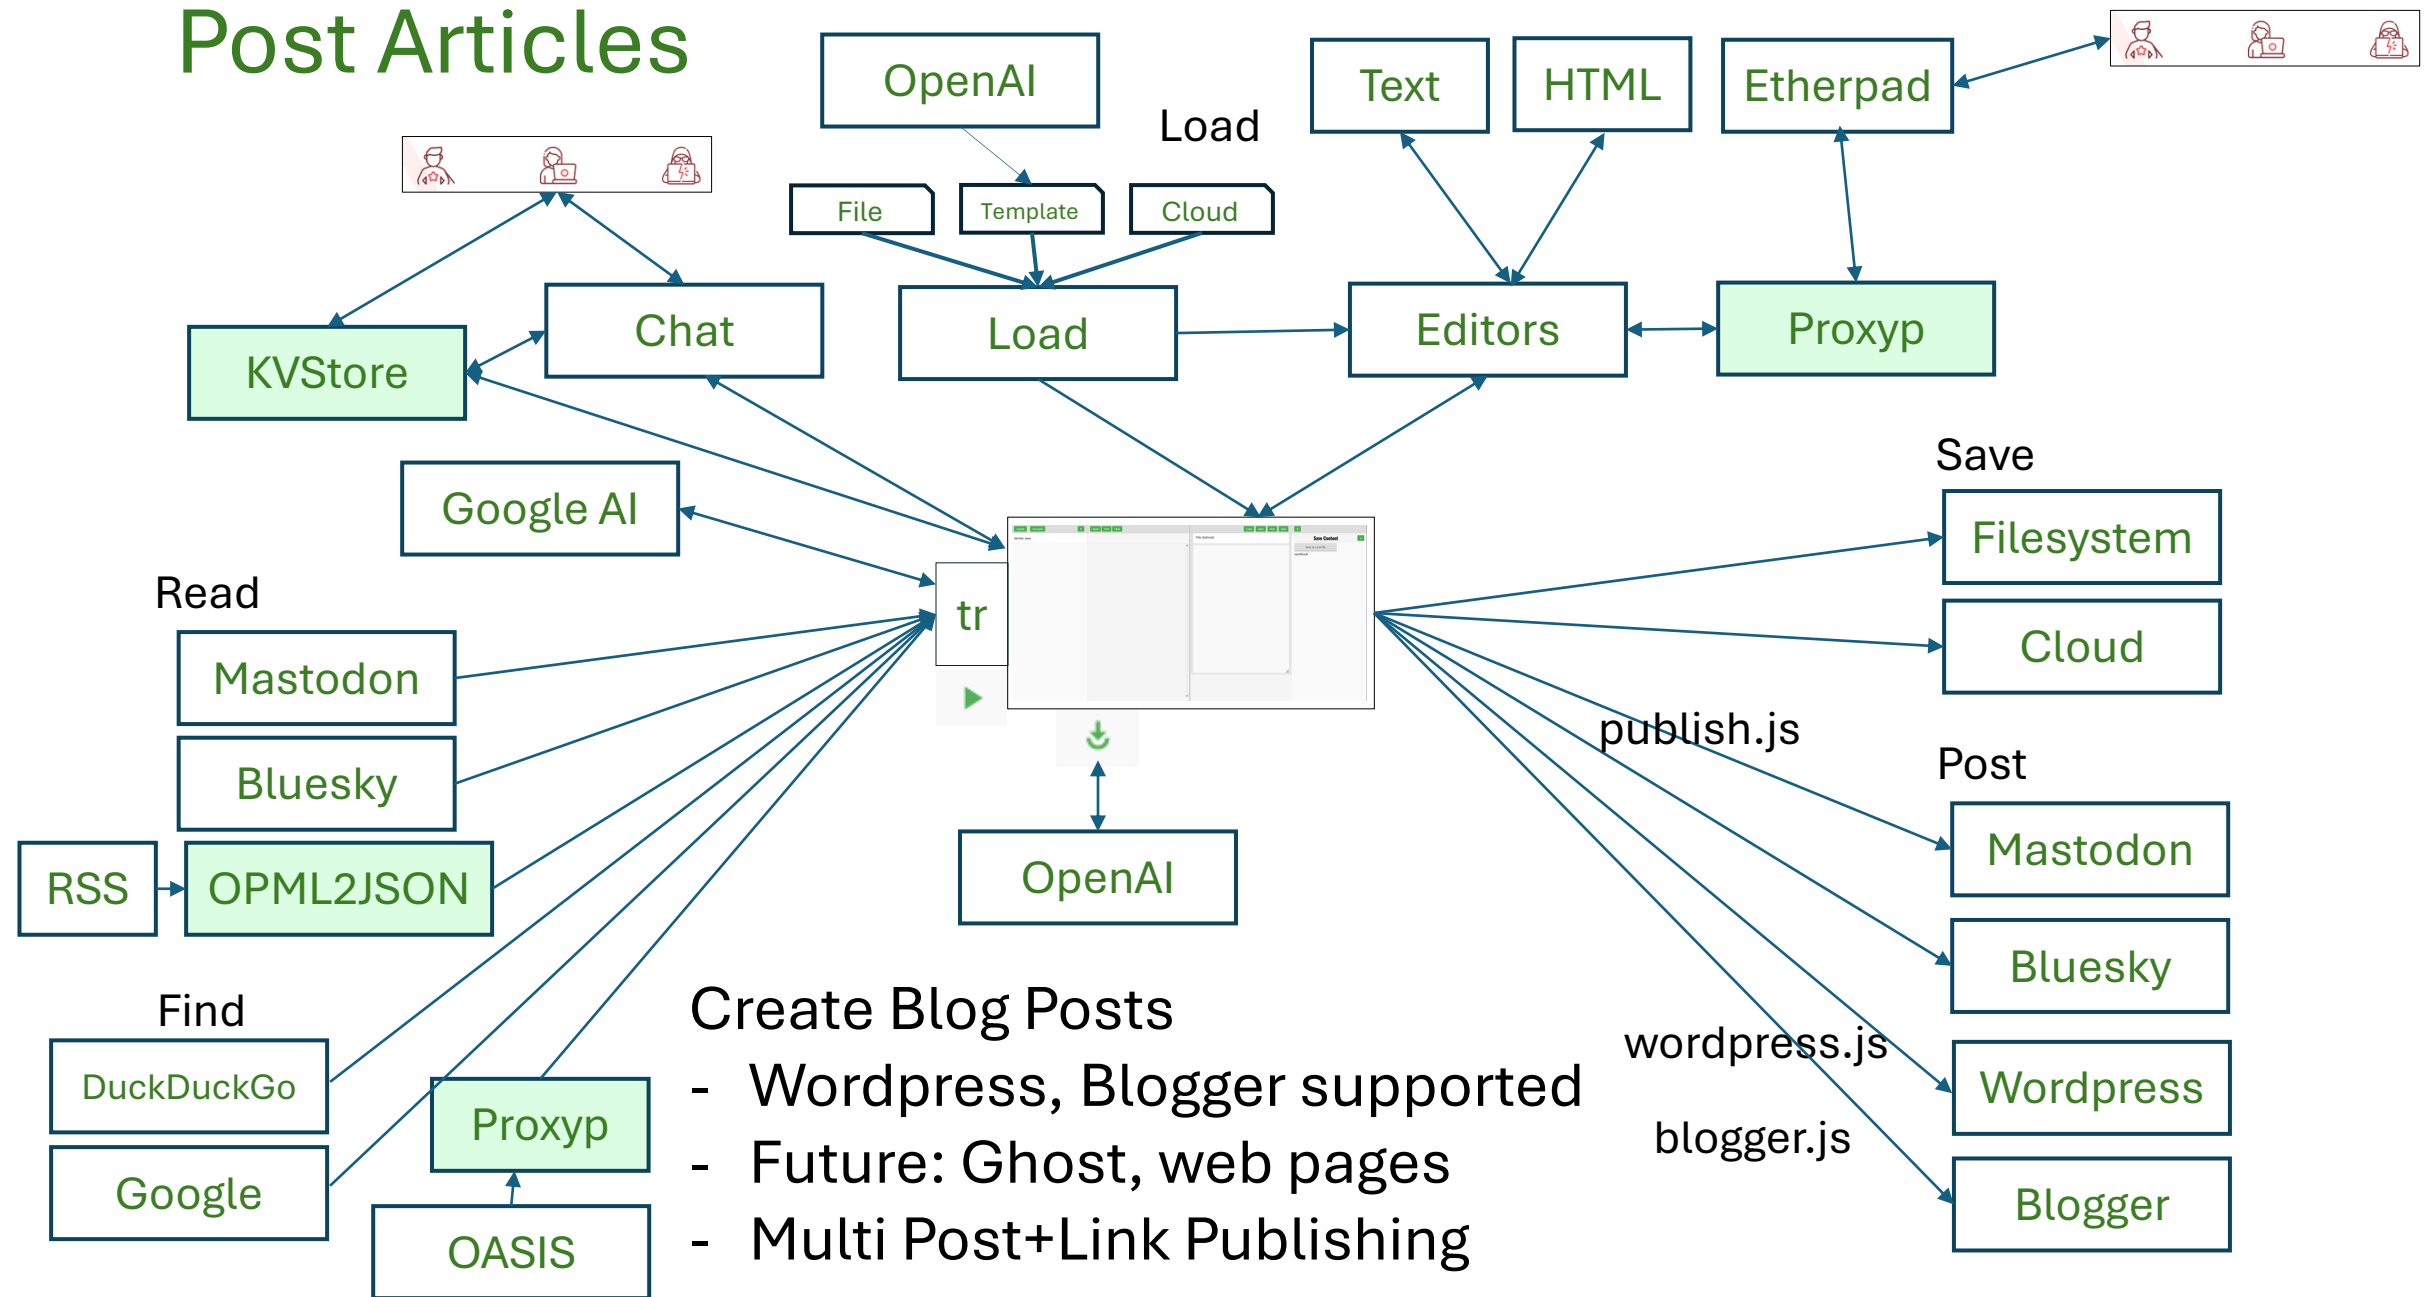 Post Articles
OpenAI
Load
Text
HTML
Etherpad
File
Template
Cloud
KVStore
Chat
Load
Editors
Proxyp
Google AI
Save
Filesystem
Cloud
Read
Mastodon
Bluesky
RSS
OPML2JSON
tr
Save Content
OpenAI
publish.js
Post
Mastodon
Bluesky
wordpress.js
Wordpress
blogger.js
Blogger
Find
DuckDuckGo
Google
Proxyp
OASIS
Create Blog Posts
- Wordpress, Blogger supported
- Future: Ghost, web pages
- Multi Post+Link Publishing